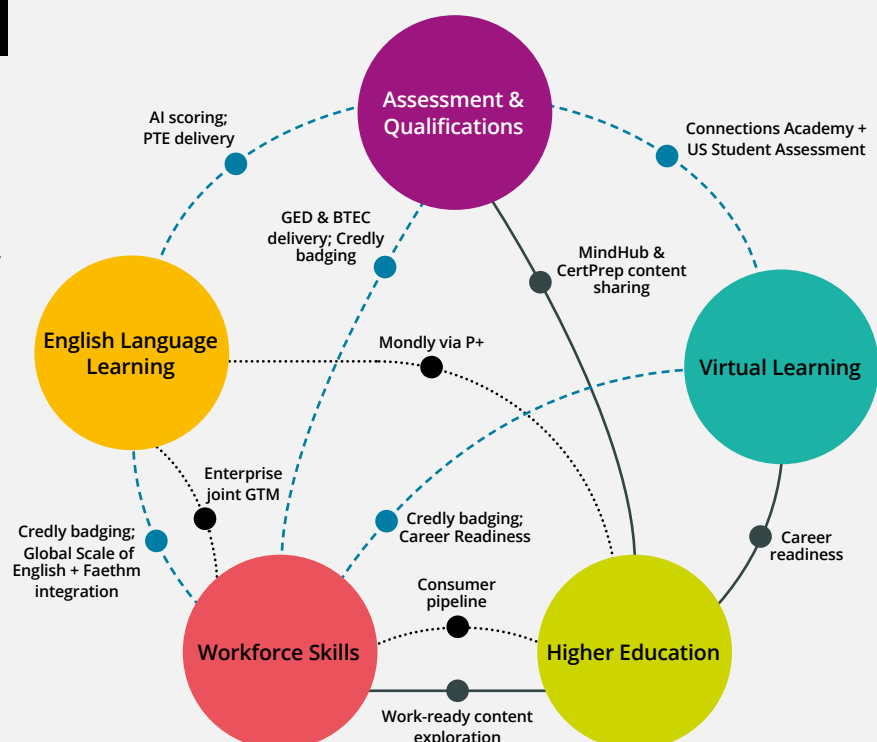 Assessment &
Qualifications
AI scoring;
PTE delivery
Connections Academy +
US Student Assessment
GED & BTEC
delivery; Credly
badging
MindHub &
CertPrep content
sharing
English Language
Learning
Mondly via P+
Virtual Learning
Enterprise
joint GTM
Credly badging;
Global Scale of
English + Faethm
integration
Credly badging;
Career Readiness
Career
readiness
Consumer
pipeline
Workforce Skills
Higher Education
Work-ready content
exploration